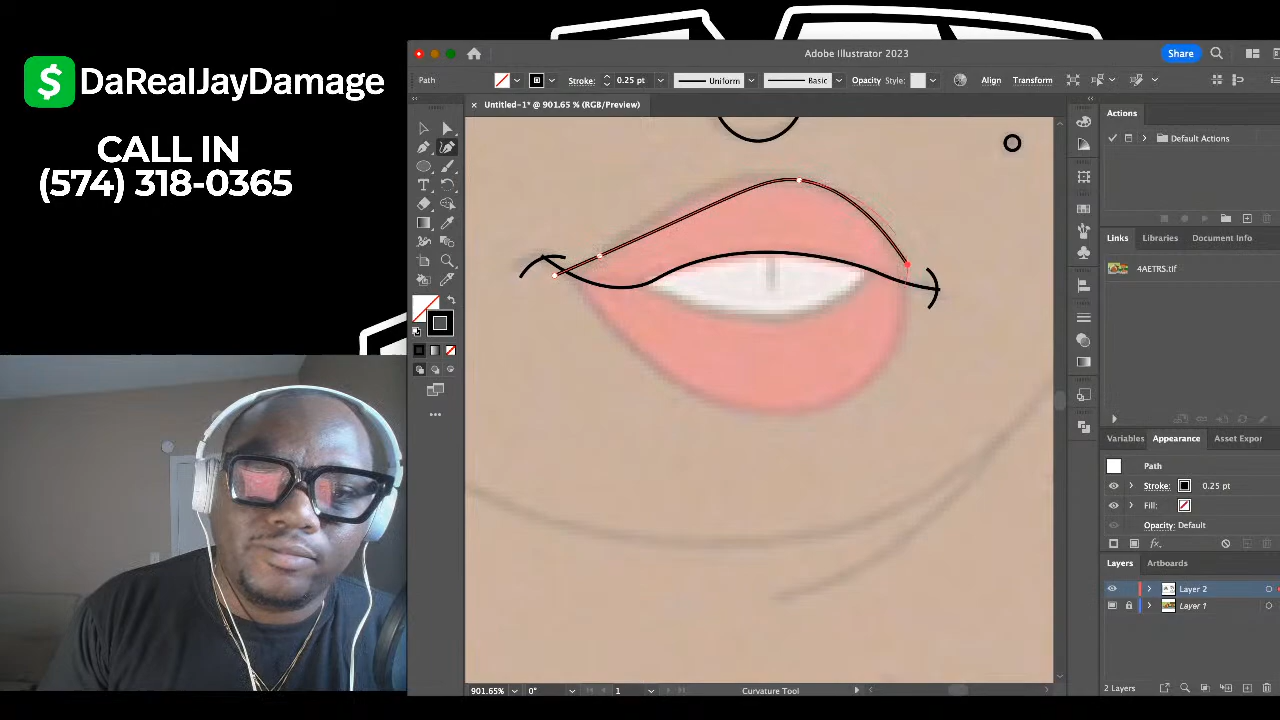 $ DaRealJayDamage
CALL IN
(574) 318-0365
Adobe Illustrator 2023
Share
Path
Stroke:
0.25 pt
Uniform
Basic
Opacity
Style:
Align
Transform
× Untitled-1* @ 901.65 % (RGB/Preview)
Actions
Default Actions
Links
Libraries
Document Info
4AETRS.tif
Variables
Appearance
Asset Expor
Path
Stroke:
0.25 pt
Fill:
Opacity: Default
fx.
Layers
Artboards
Layer 2
Layer 1
2 Layers
901.65%
0°
1
Curvature Tool